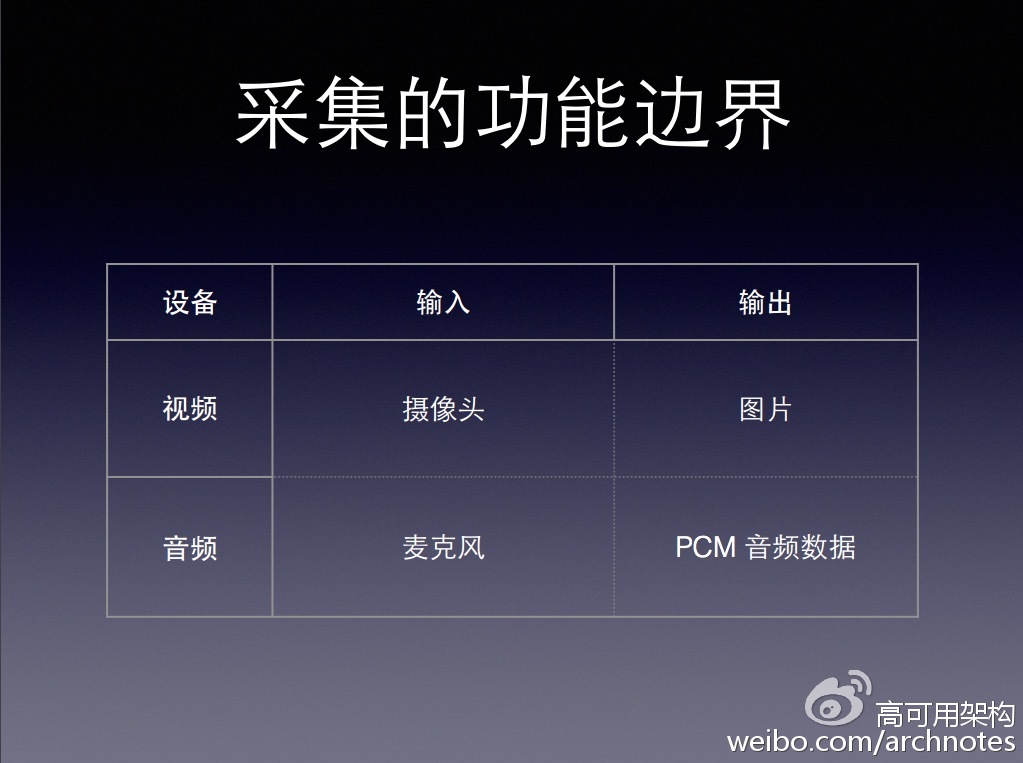 采集的功能边界
设备 输入 输出
视频 摄像头 图片
音频 麦克风 PCM 音频数据
高可用架构
weibo.com/archnotes